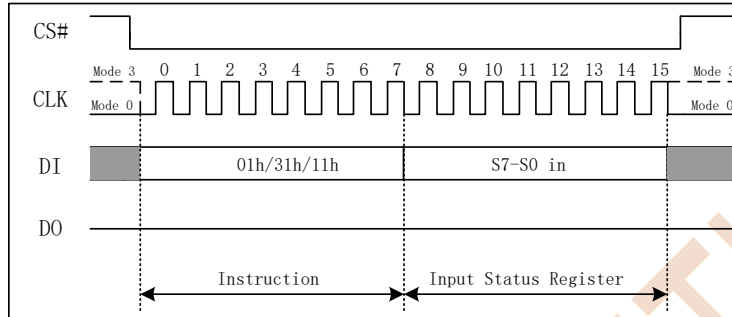 CS#
Mode 3 0 1 2 3 4 5 6 7 8 9 10 11 12 13 14 15 Mode 3
CLK
Mode 0 Mode 0
DI 01h/31h/11h S7-S0 in
DO
Instruction Input Status Register